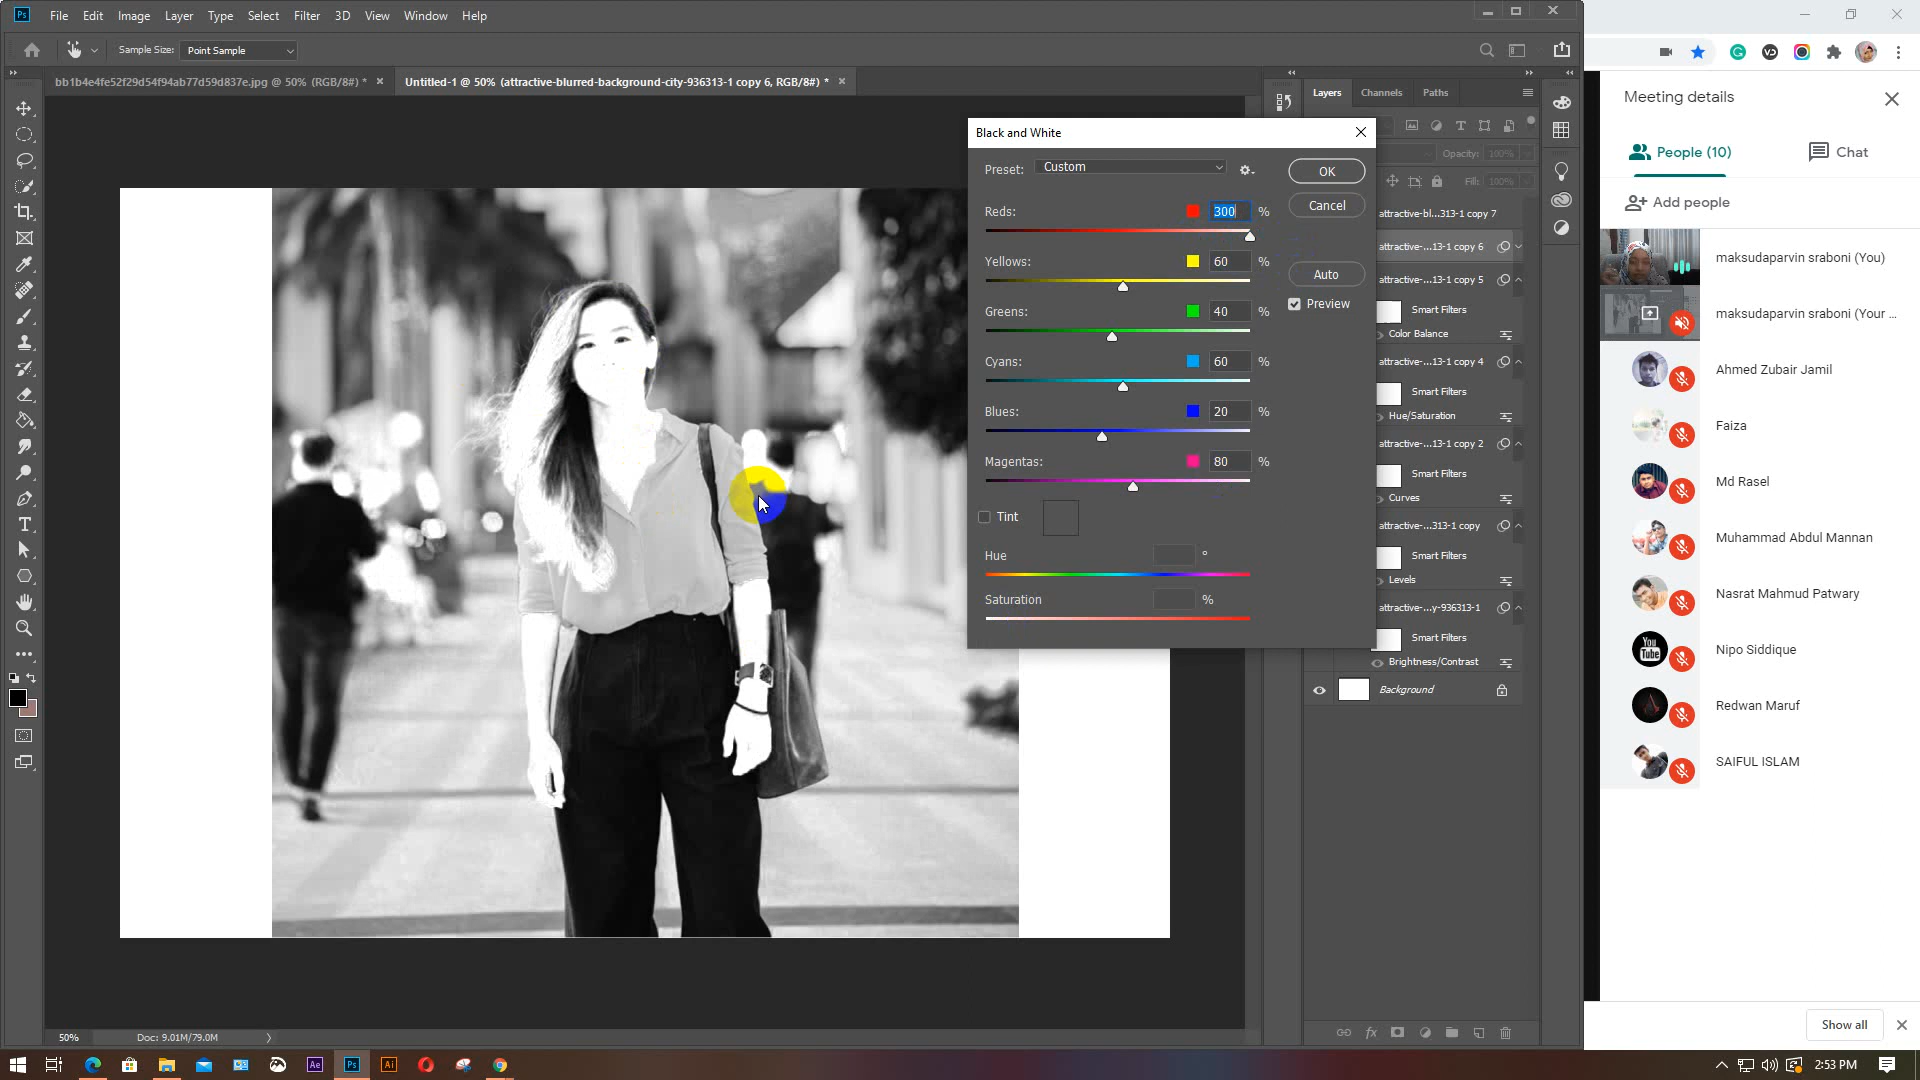 Ps File Edit Image Layer Type Select Filter 3D View Window Help
Sample Size: Point Sample
bb1b4e4fe52f29d54f94ab77d59d837e.jpg @ 50% (RGB/8#) * ×
Untitled-1 @ 50% (attractive-blurred-background-city-936313-1 copy 6, RGB/8#) * ×
Layers Channels Paths
Black and White
Preset: Custom
OK
Reds: 300 %
Cancel
Yellows: 60 %
Auto
Preview
Greens: 40 %
Cyans: 60 %
Blues: 20 %
Magentas: 80 %
Tint
Hue °
Saturation %
Opacity: 100%
Fill: 100%
attractive-bl...313-1 copy 7
attractive-...13-1 copy 6
attractive-...13-1 copy 5
Smart Filters
Color Balance
attractive-...13-1 copy 4
Smart Filters
Hue/Saturation
attractive-...13-1 copy 2
Smart Filters
Curves
attractive-...313-1 copy
Smart Filters
Levels
attractive-...y-936313-1
Smart Filters
Brightness/Contrast
Background
fx
50% Doc: 9.01M/79.0M
Meeting details
People (10) Chat
Add people
maksudaparvin sraboni (You)
maksudaparvin sraboni (Your ...
Ahmed Zubair Jamil
Faiza
Md Rasel
Muhammad Abdul Mannan
Nasrat Mahmud Patwary
You
Tube
Nipo Siddique
Redwan Maruf
SAIFUL ISLAM
Show all
Ae Ps Ai
2:53 PM